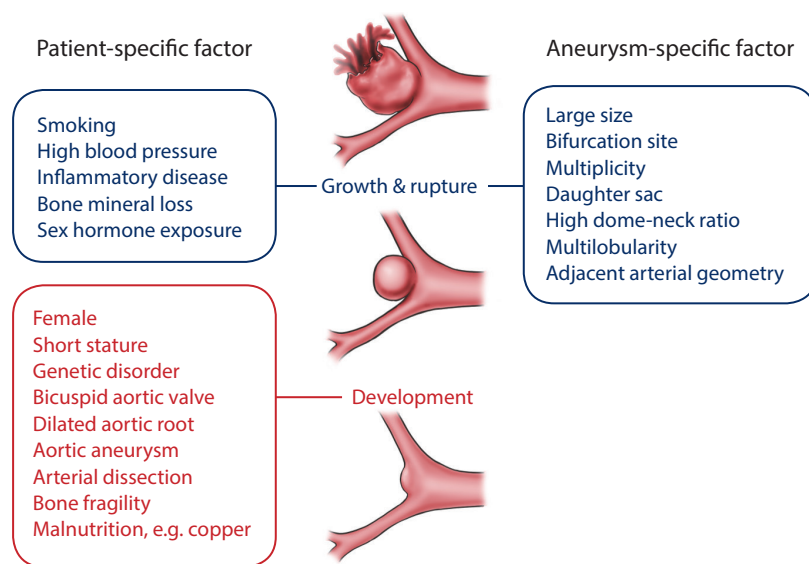 Patient-specific factor
Smoking
High blood pressure
Inflammatory disease
Bone mineral loss
Sex hormone exposure
Growth & rupture
Aneurysm-specific factor
Large size
Bifurcation site
Multiplicity
Daughter sac
High dome-neck ratio
Multilobularity
Adjacent arterial geometry
Female
Short stature
Genetic disorder
Bicuspid aortic valve
Dilated aortic root
Aortic aneurysm
Arterial dissection
Bone fragility
Malnutrition, e.g. copper
Development